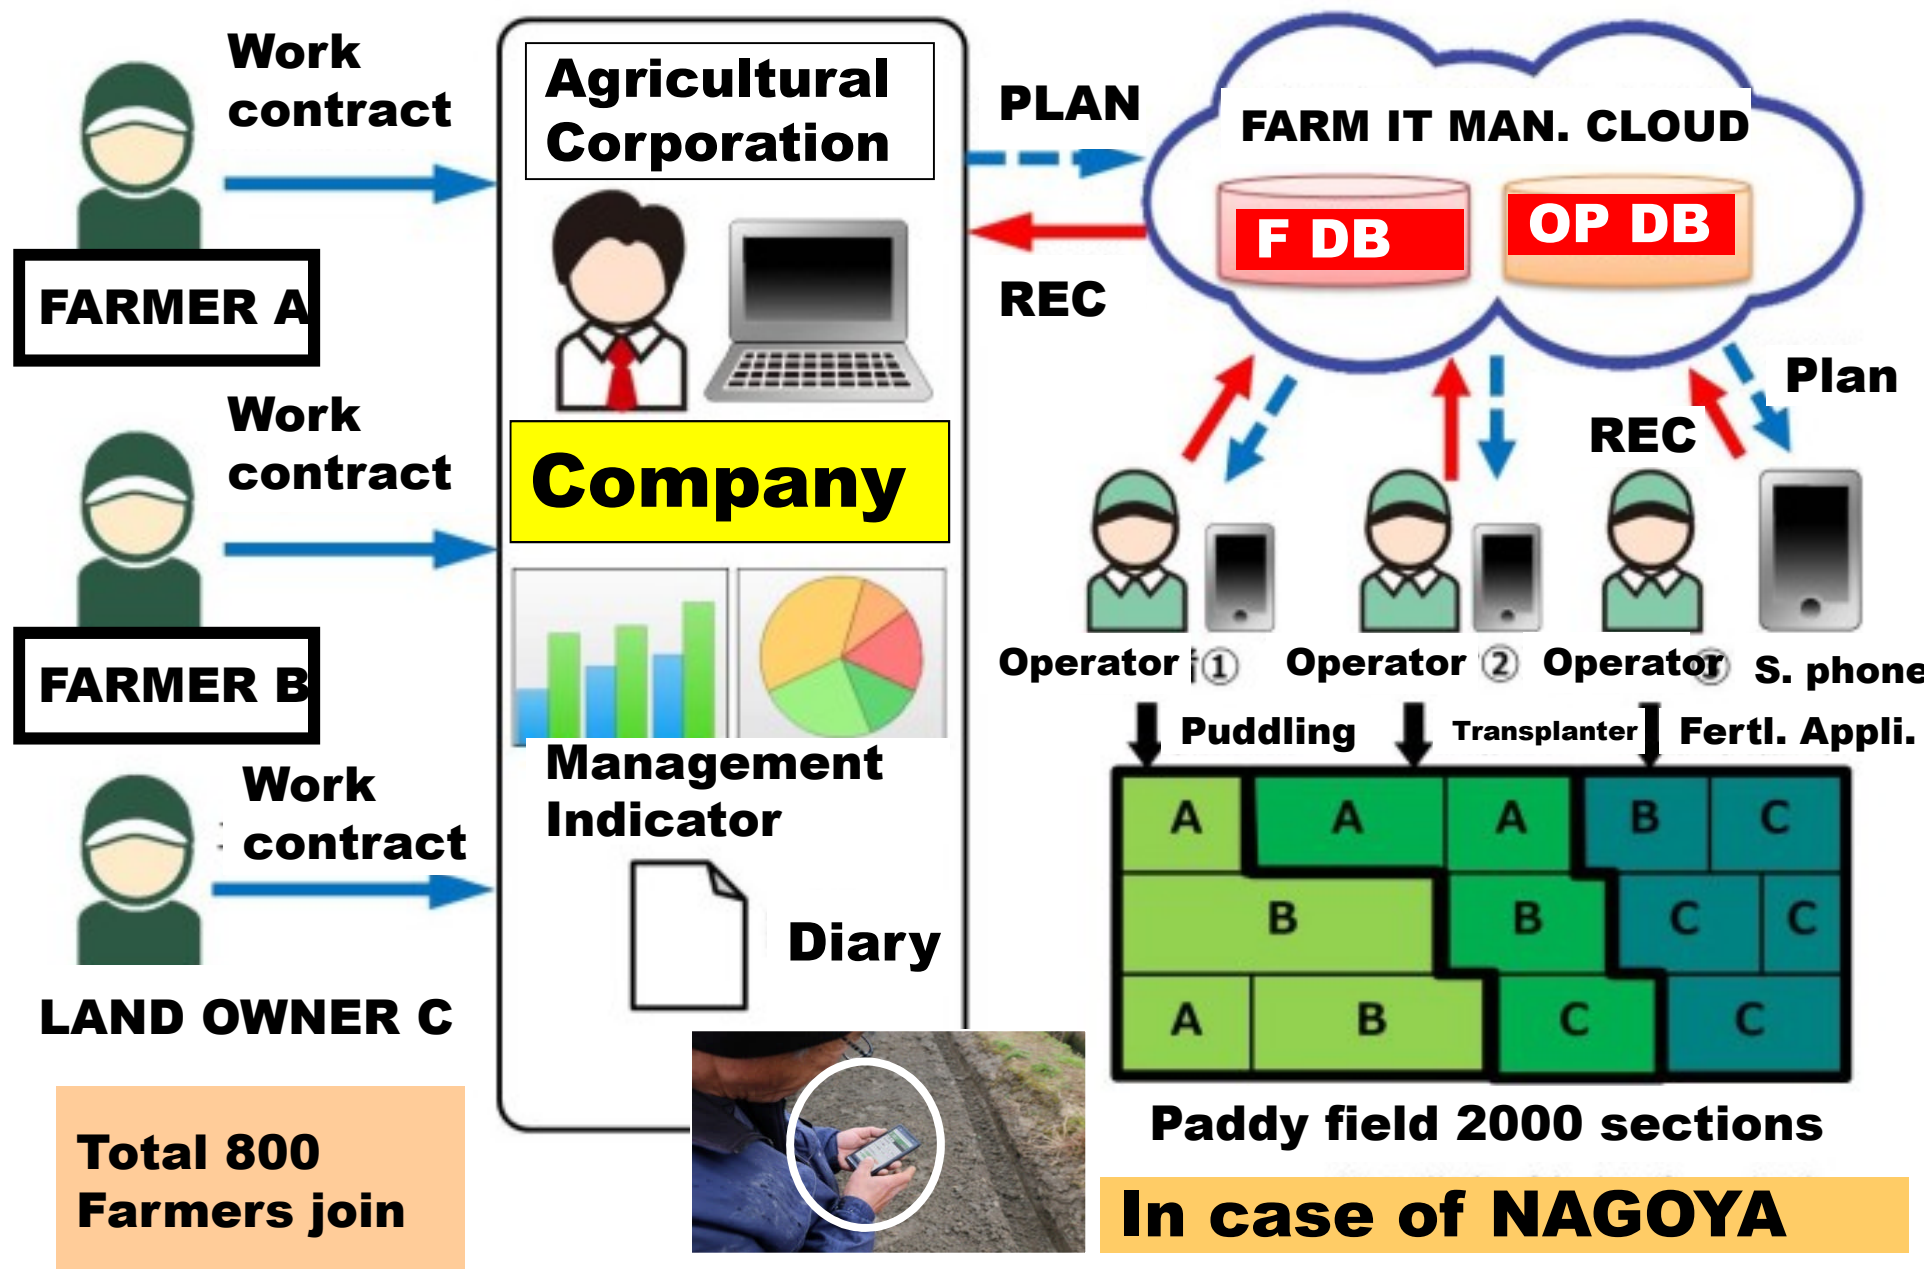 Work
contract
FARMER A
Work
contract
FARMER B
Work
contract
LAND OWNER C
Total 800
Farmers join
Agricultural
Corporation
Company
Management
Indicator
Diary
PLAN
REC
FARM IT MAN. CLOUD
F DB
OP DB
Plan
REC
Operator ①
Operator ②
Operator ③
S. phone
Puddling
Transplanter
Fertl. Appli.
A A A B C
B B C C
A B C C
Paddy field 2000 sections
In case of NAGOYA